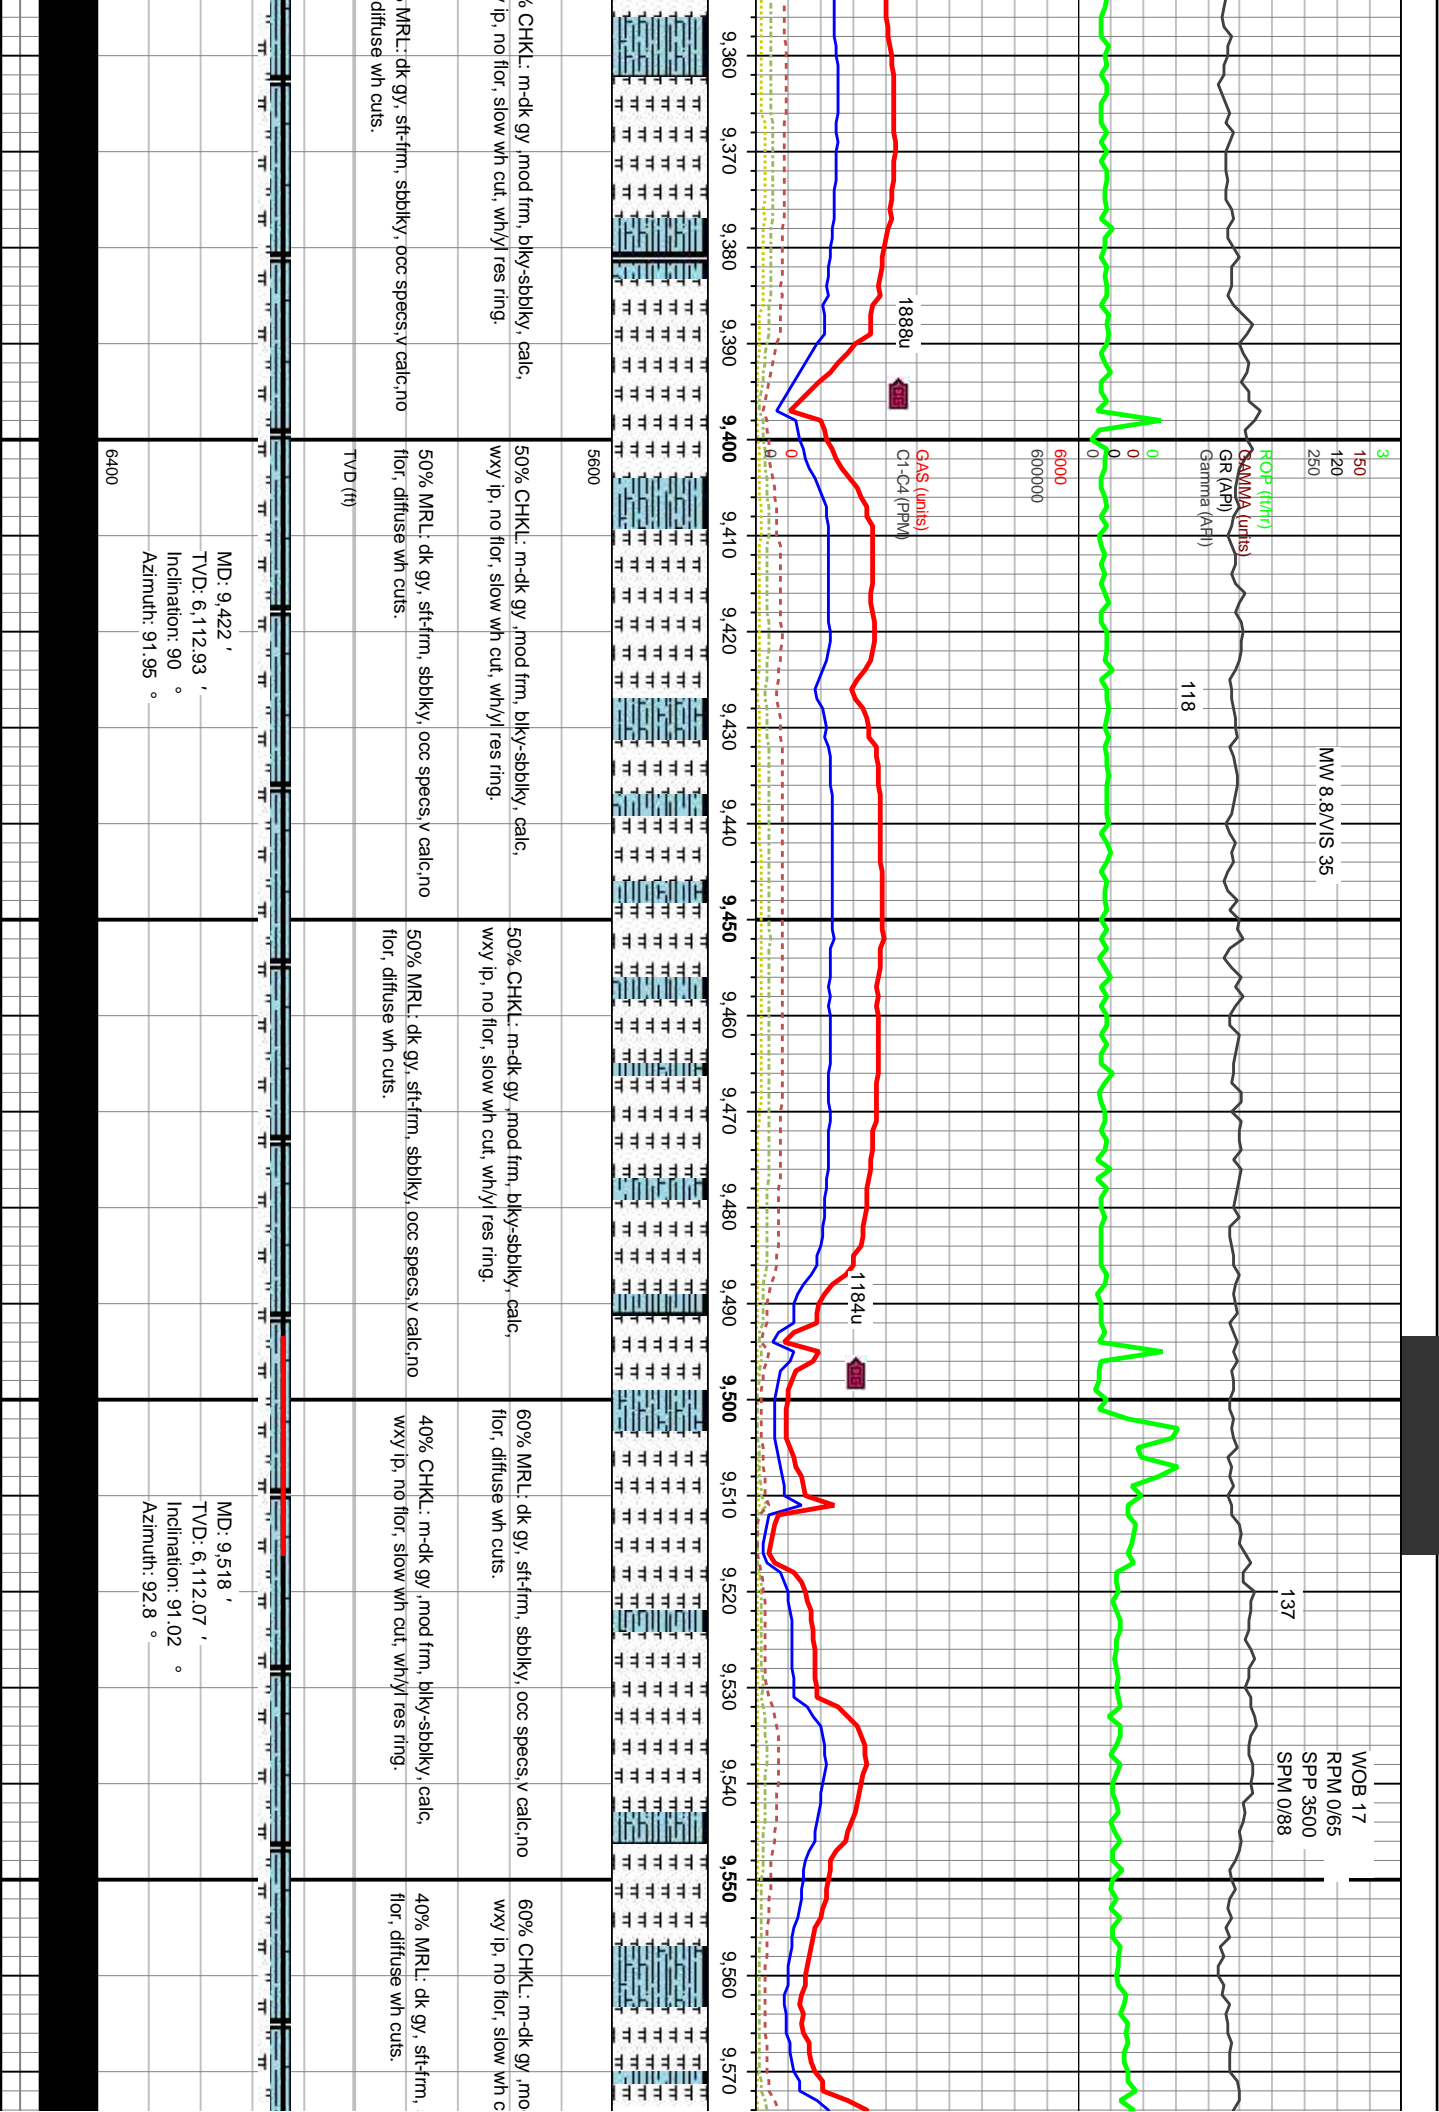 3
150
120
250
ROP (ft/hr)
GAMMA (units)
GR (API)
Gamma (API)
0
0
0
0
6000
60000
GAS (units)
C1-C4 (PPM)
0
0
MW 8.8/VIS 35
118
137
WOB 17
RPM 0/65
SPP 3500
SPM 0/88
1888u
CG
1184u
CG
9,360
9,370
9,380
9,390
9,400
9,410
9,420
9,430
9,440
9,450
9,460
9,470
9,480
9,490
9,500
9,510
9,520
9,530
9,540
9,550
9,560
9,570
% CHKL: m-dk gy ,mod frm, blky-sbblky, calc,
ip, no flor, slow wh cut, wh/yl res ring.
MRL: dk gy, sft-frm, sbblky, occ specs,v calc,no
diffuse wh cuts.
5600
TVD (ft)
6400
50% CHKL: m-dk gy ,mod frm, blky-sbblky, calc,
wxy ip, no flor, slow wh cut, wh/yl res ring.
50% MRL: dk gy, sft-frm, sbblky, occ specs,v calc,no
flor, diffuse wh cuts.
MD: 9,422 '
TVD: 6,112.93 '
Inclination: 90 °
Azimuth: 91.95 °
50% CHKL: m-dk gy ,mod frm, blky-sbblky, calc,
wxy ip, no flor, slow wh cut, wh/yl res ring.
50% MRL: dk gy, sft-frm, sbblky, occ specs,v calc,no
flor, diffuse wh cuts.
60% MRL: dk gy, sft-frm, sbblky, occ specs,v calc,no
flor, diffuse wh cuts.
40% CHKL: m-dk gy ,mod frm, blky-sbblky, calc,
wxy ip, no flor, slow wh cut, wh/yl res ring.
MD: 9,518 '
TVD: 6,112.07 '
Inclination: 91.02 °
Azimuth: 92.8 °
60% CHKL: m-dk gy ,mo
wxy ip, no flor, slow wh c
40% MRL: dk gy, sft-frm,
flor, diffuse wh cuts.